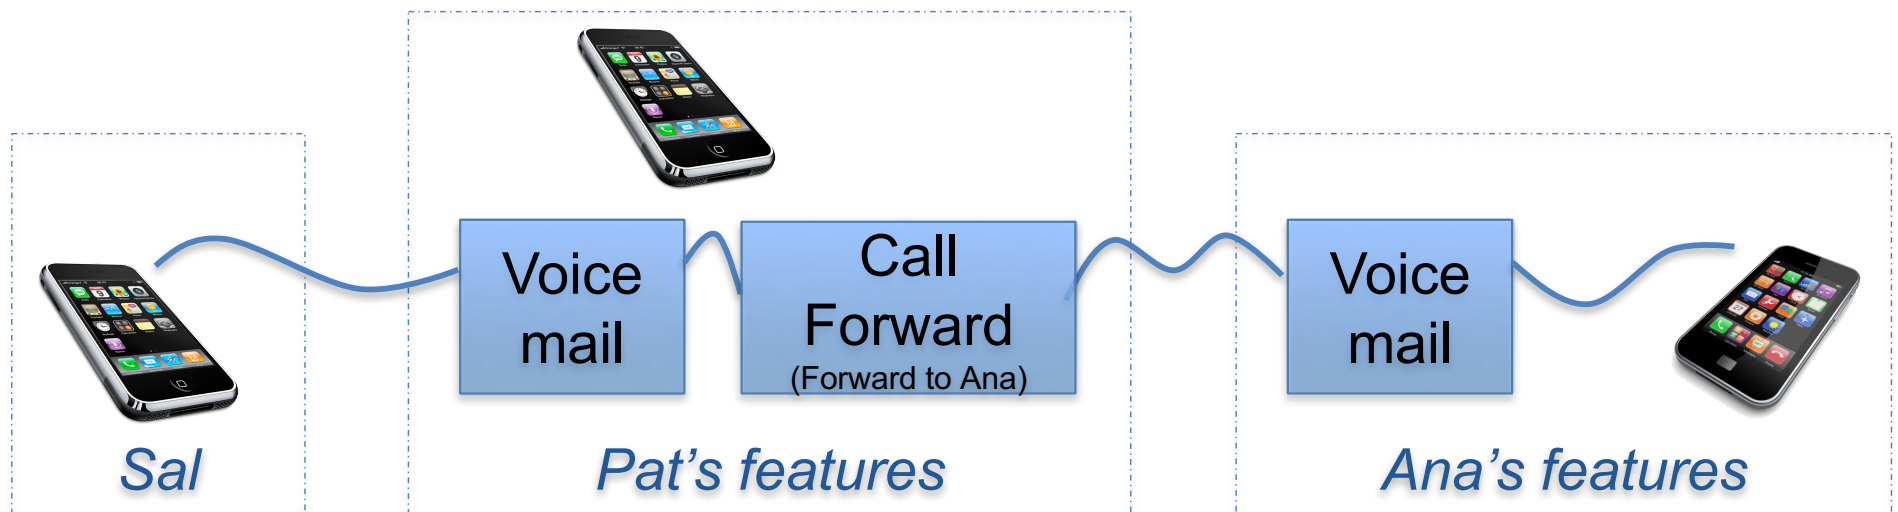 Voice
mail
Call
Forward
(Forward to Ana)
Voice
mail
Sal
Pat’s features
Ana’s features